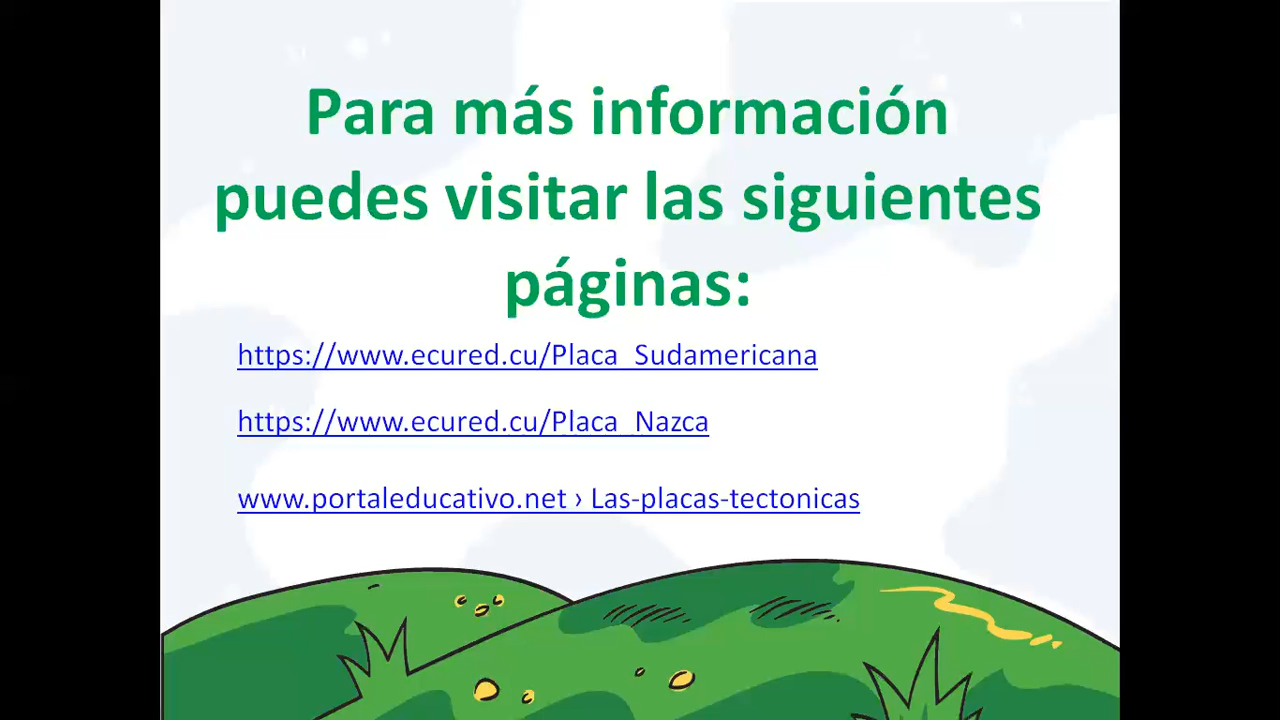 Para más información
puedes visitar las siguientes
páginas:
https://www.ecured.cu/Placa_Sudamericana
https://www.ecured.cu/Placa_Nazca
www.portaleducativo.net › Las-placas-tectonicas